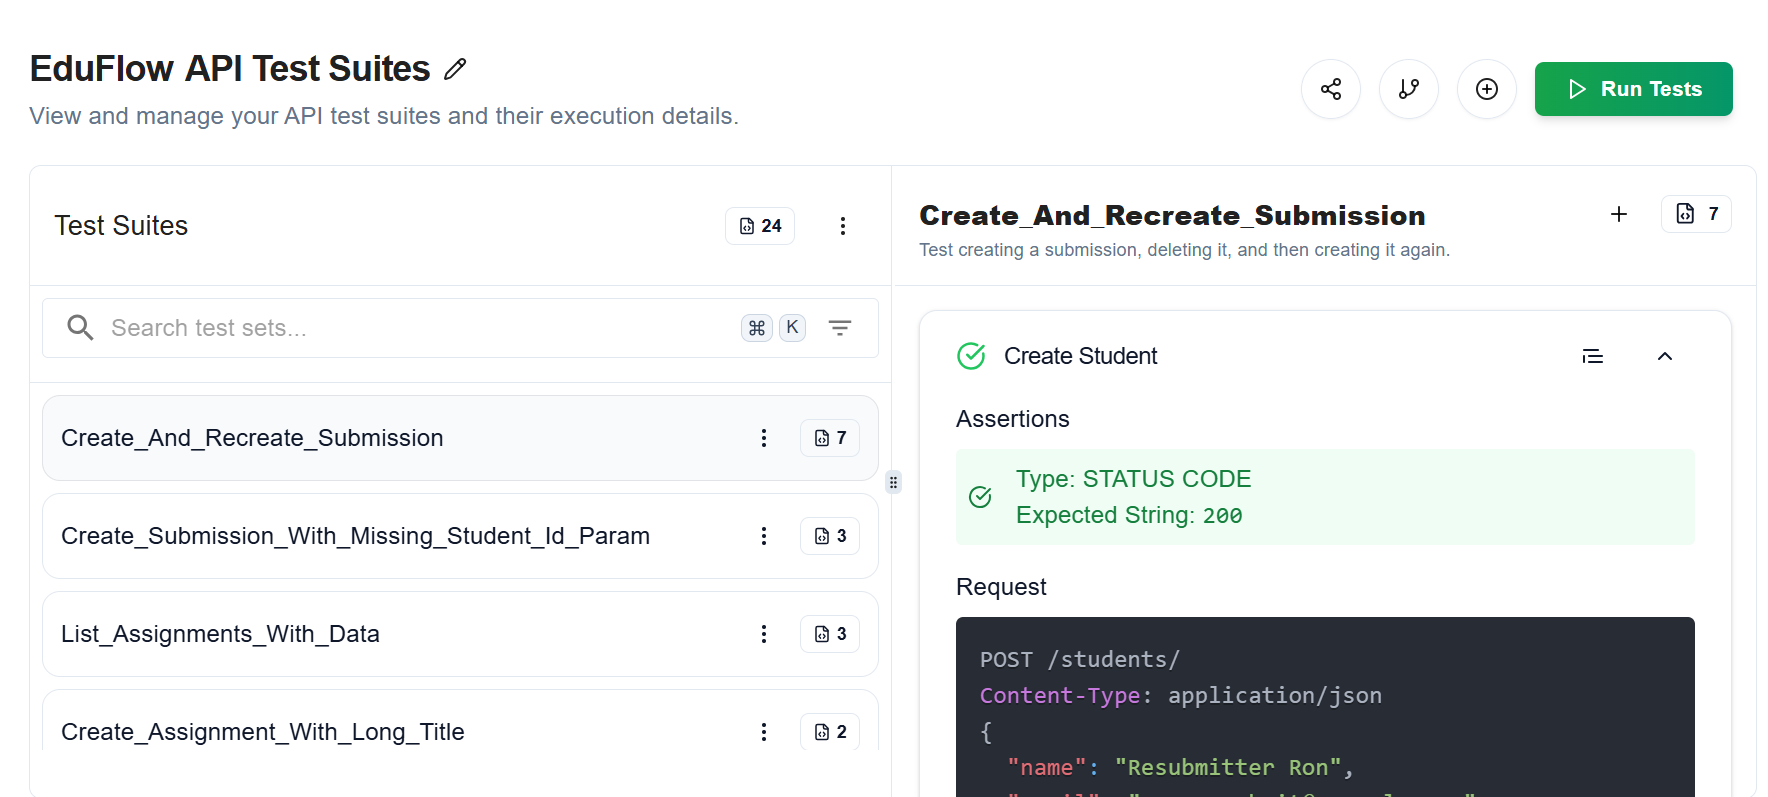 EduFlow API Test Suites
View and manage your API test suites and their execution details.
Run Tests
Test Suites
24
Search test sets...
⌘ K
Create_And_Recreate_Submission
7
Create_Submission_With_Missing_Student_Id_Param
3
List_Assignments_With_Data
3
Create_Assignment_With_Long_Title
2
Create_And_Recreate_Submission
7
Test creating a submission, deleting it, and then creating it again.
Create Student
Assertions
Type: STATUS CODE
Expected String: 200
Request
POST /students/
Content-Type: application/json
{
"name": "Resubmitter Ron",